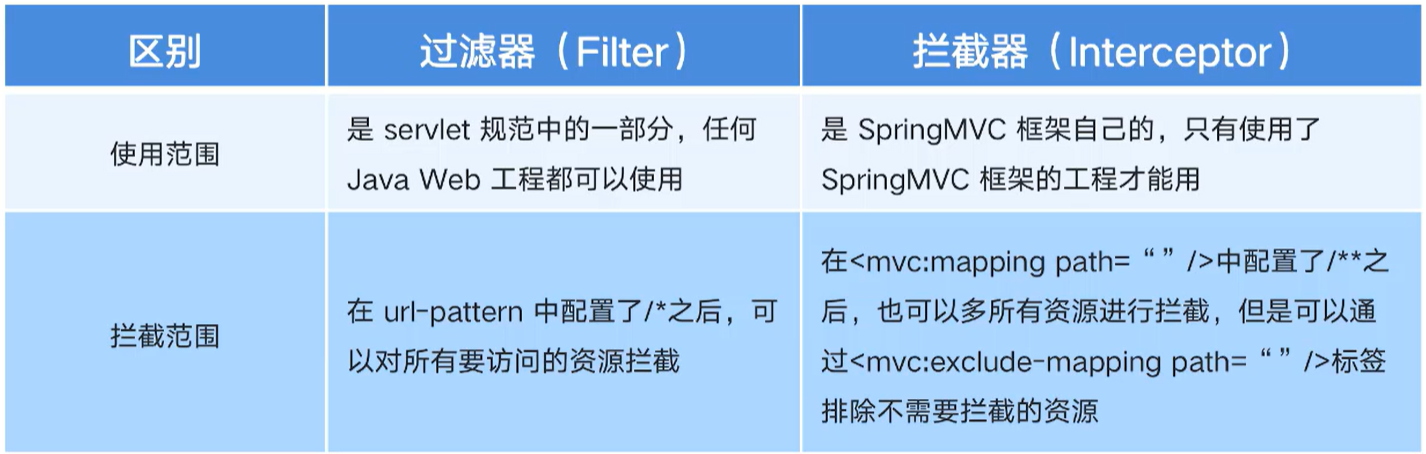 区别
过滤器（Filter）
拦截器（Interceptor）
使用范围
是 servlet 规范中的一部分，任何
Java Web 工程都可以使用
是 SpringMVC 框架自己的，只有使用了
SpringMVC 框架的工程才能用
拦截范围
在 url-pattern 中配置了/*之后，可
以对所有要访问的资源拦截
在<mvc:mapping path=“”/>中配置了/**之
后，也可以多所有资源进行拦截，但是可以通
过<mvc:exclude-mapping path=“”/>标签
排除不需要拦截的资源